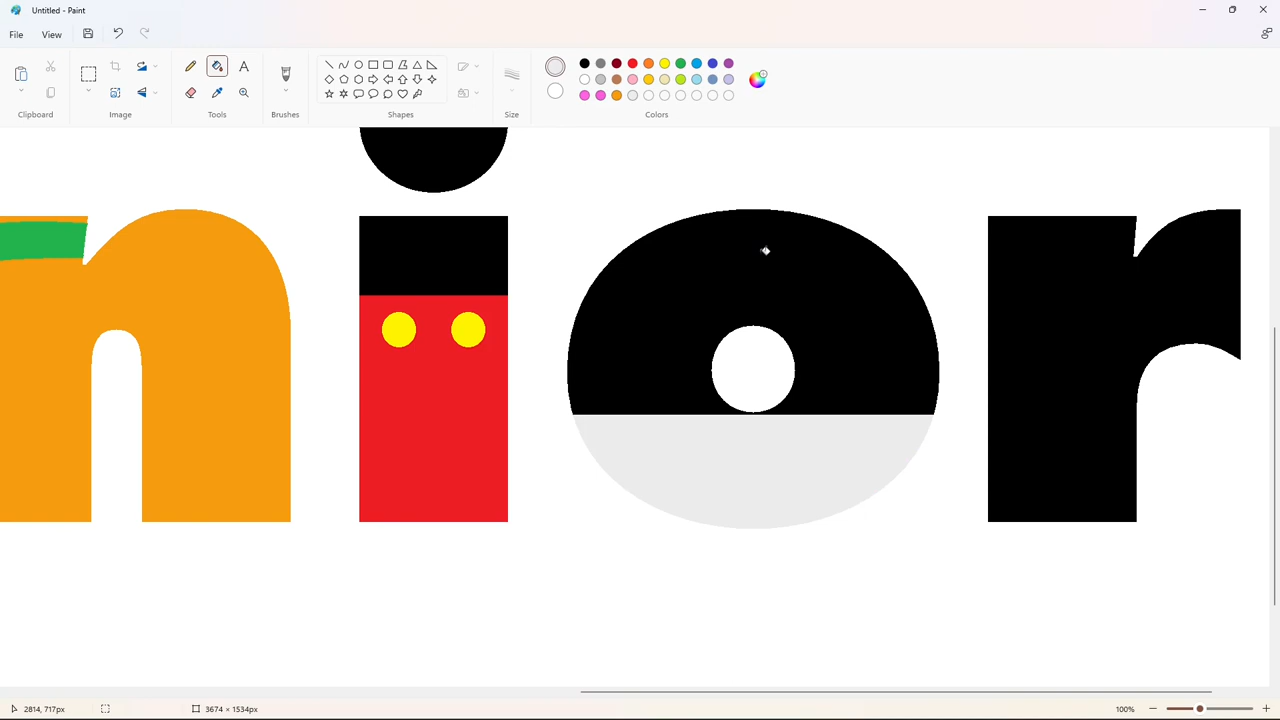 Untitled - Paint
File View
Clipboard Image Tools Brushes Shapes Size Colors
nior
2814, 717px 3674 × 1534px 100%